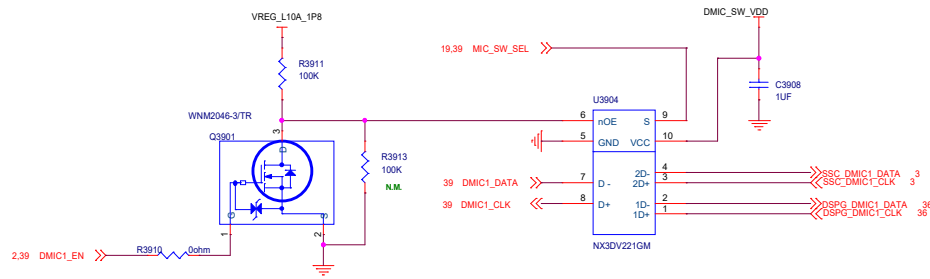 VREG_L10A_1P8
DMIC_SW_VDD
19,39 MIC_SW_SEL
R3911
100K
C3908
1UF
U3904
WNM2046-3/TR
3
6 nOE S 9
Q3901
D
5 GND VCC 10
R3913
100K
N.M.
2D- 4 SSC_DMIC1_DATA 3
39 DMIC1_DATA 7 D - 2D+ 3 SSC_DMIC1_CLK 3
39 DMIC1_CLK 8 D+ 1D- 2 DSPG_DMIC1_DATA 36
G S
1D+ 1 DSPG_DMIC1_CLK 36
1 2
NX3DV221GM
2,39 DMIC1_EN R3910 0ohm